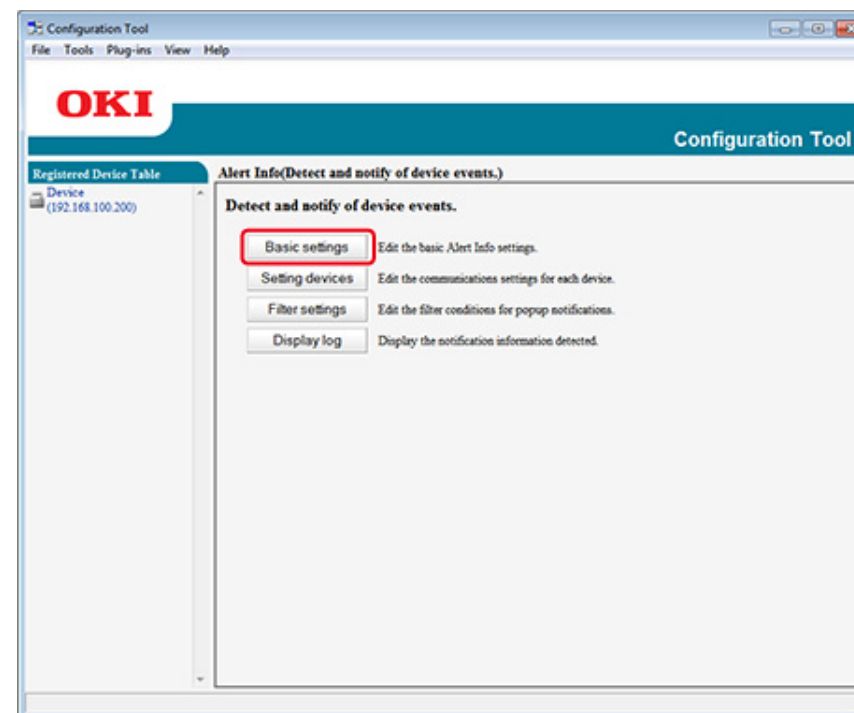 Configuration Tool
File Tools Plug-ins View Help
OKI
Configuration Tool
Registered Device Table
Device
(192.168.100.200)
Alert Info(Detect and notify of device events.)
Detect and notify of device events.
Basic settings Edit the basic Alert Info settings.
Setting devices Edit the communications settings for each device.
Filter settings Edit the filter conditions for popup notifications.
Display log Display the notification information detected.